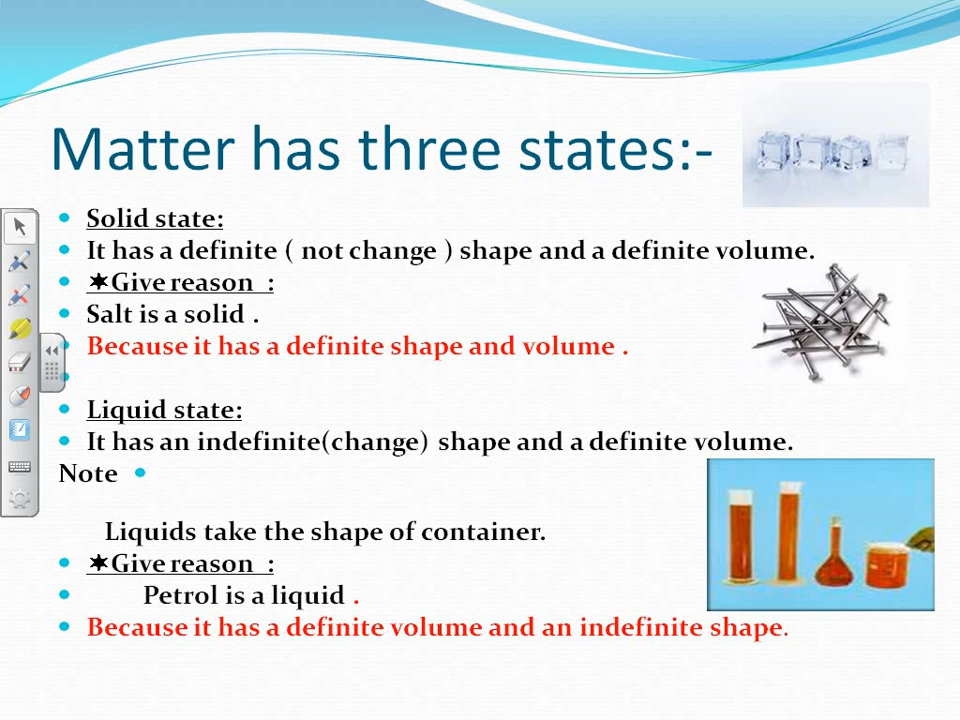 Matter has three states:-
Solid state:
It has a definite ( not change ) shape and a definite volume.
✷Give reason :
Salt is a solid .
Because it has a definite shape and volume .
Liquid state:
It has an indefinite(change) shape and a definite volume.
Note
Liquids take the shape of container.
✷Give reason :
Petrol is a liquid .
Because it has a definite volume and an indefinite shape.